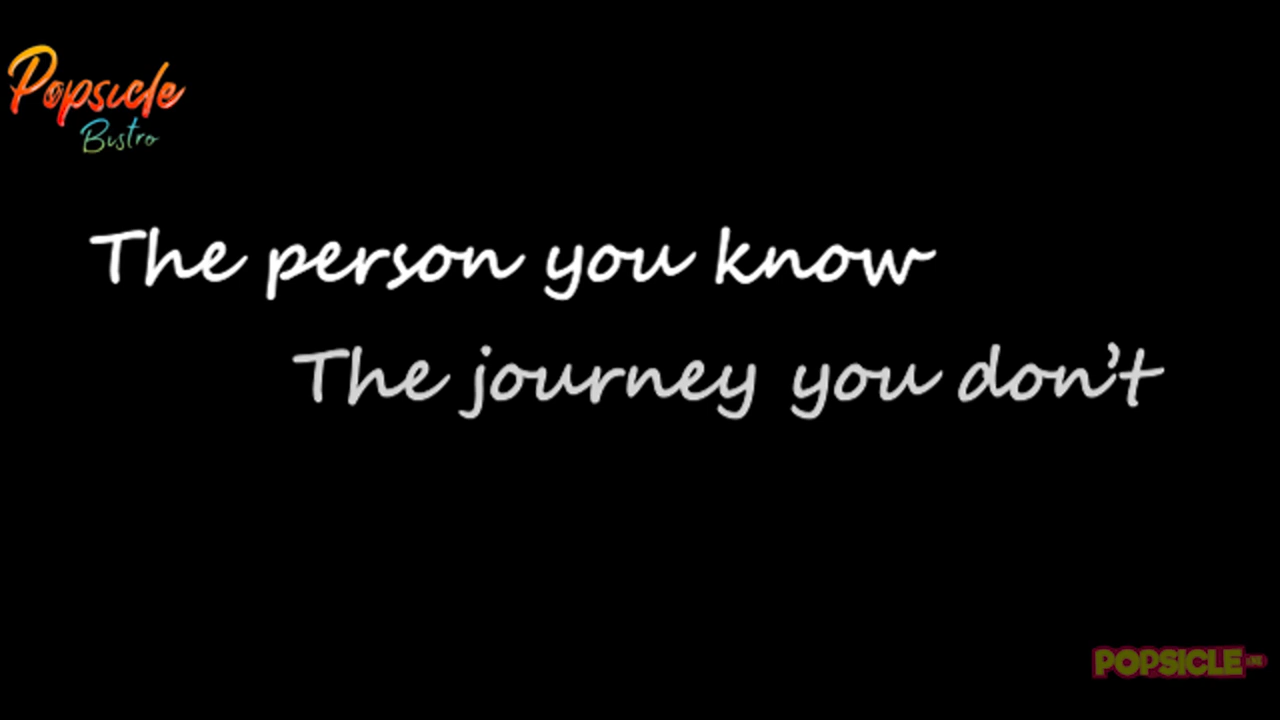 Popsicle
Bistro
The person you know
The journey you don't
POPSICLE